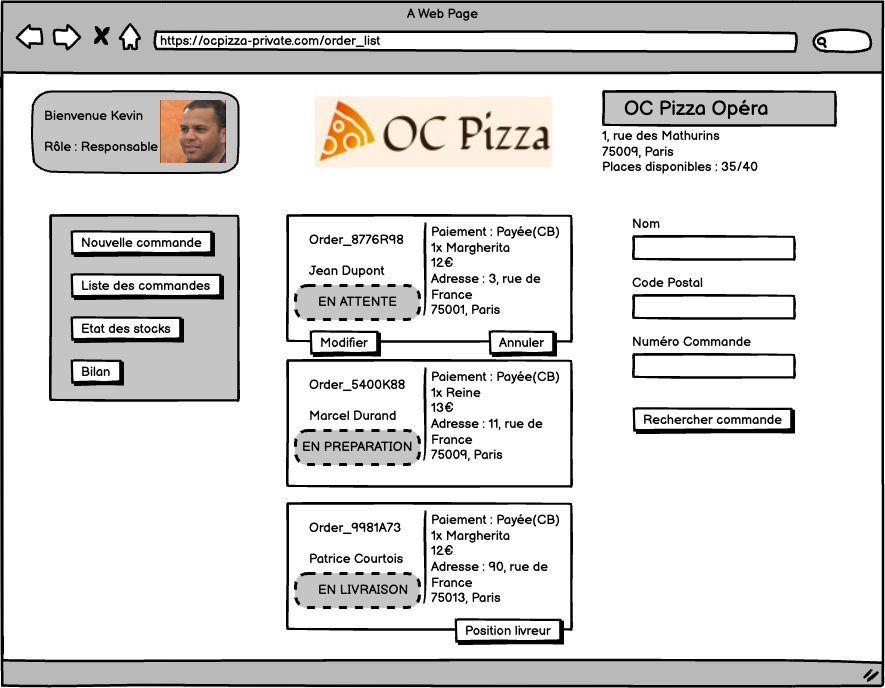 A Web Page
https://ocpizza-private.com/order_list
Bienvenue Kevin
Rôle : Responsable
OC Pizza
OC Pizza Opéra
1, rue des Mathurins
75009, Paris
Places disponibles : 35/40
Nouvelle commande
Liste des commandes
Etat des stocks
Bilan
Order_8776R98
Jean Dupont
EN ATTENTE
Paiement : Payée(CB)
1x Margherita
12€
Adresse : 3, rue de
France
75001, Paris
Modifier
Annuler
Order_5400K88
Marcel Durand
EN PREPARATION
Paiement : Payée(CB)
1x Reine
13€
Adresse : 11, rue de
France
75009, Paris
Order_9981A73
Patrice Courtois
EN LIVRAISON
Paiement : Payée(CB)
1x Margherita
12€
Adresse : 90, rue de
France
75013, Paris
Position livreur
Nom
Code Postal
Numéro Commande
Rechercher commande